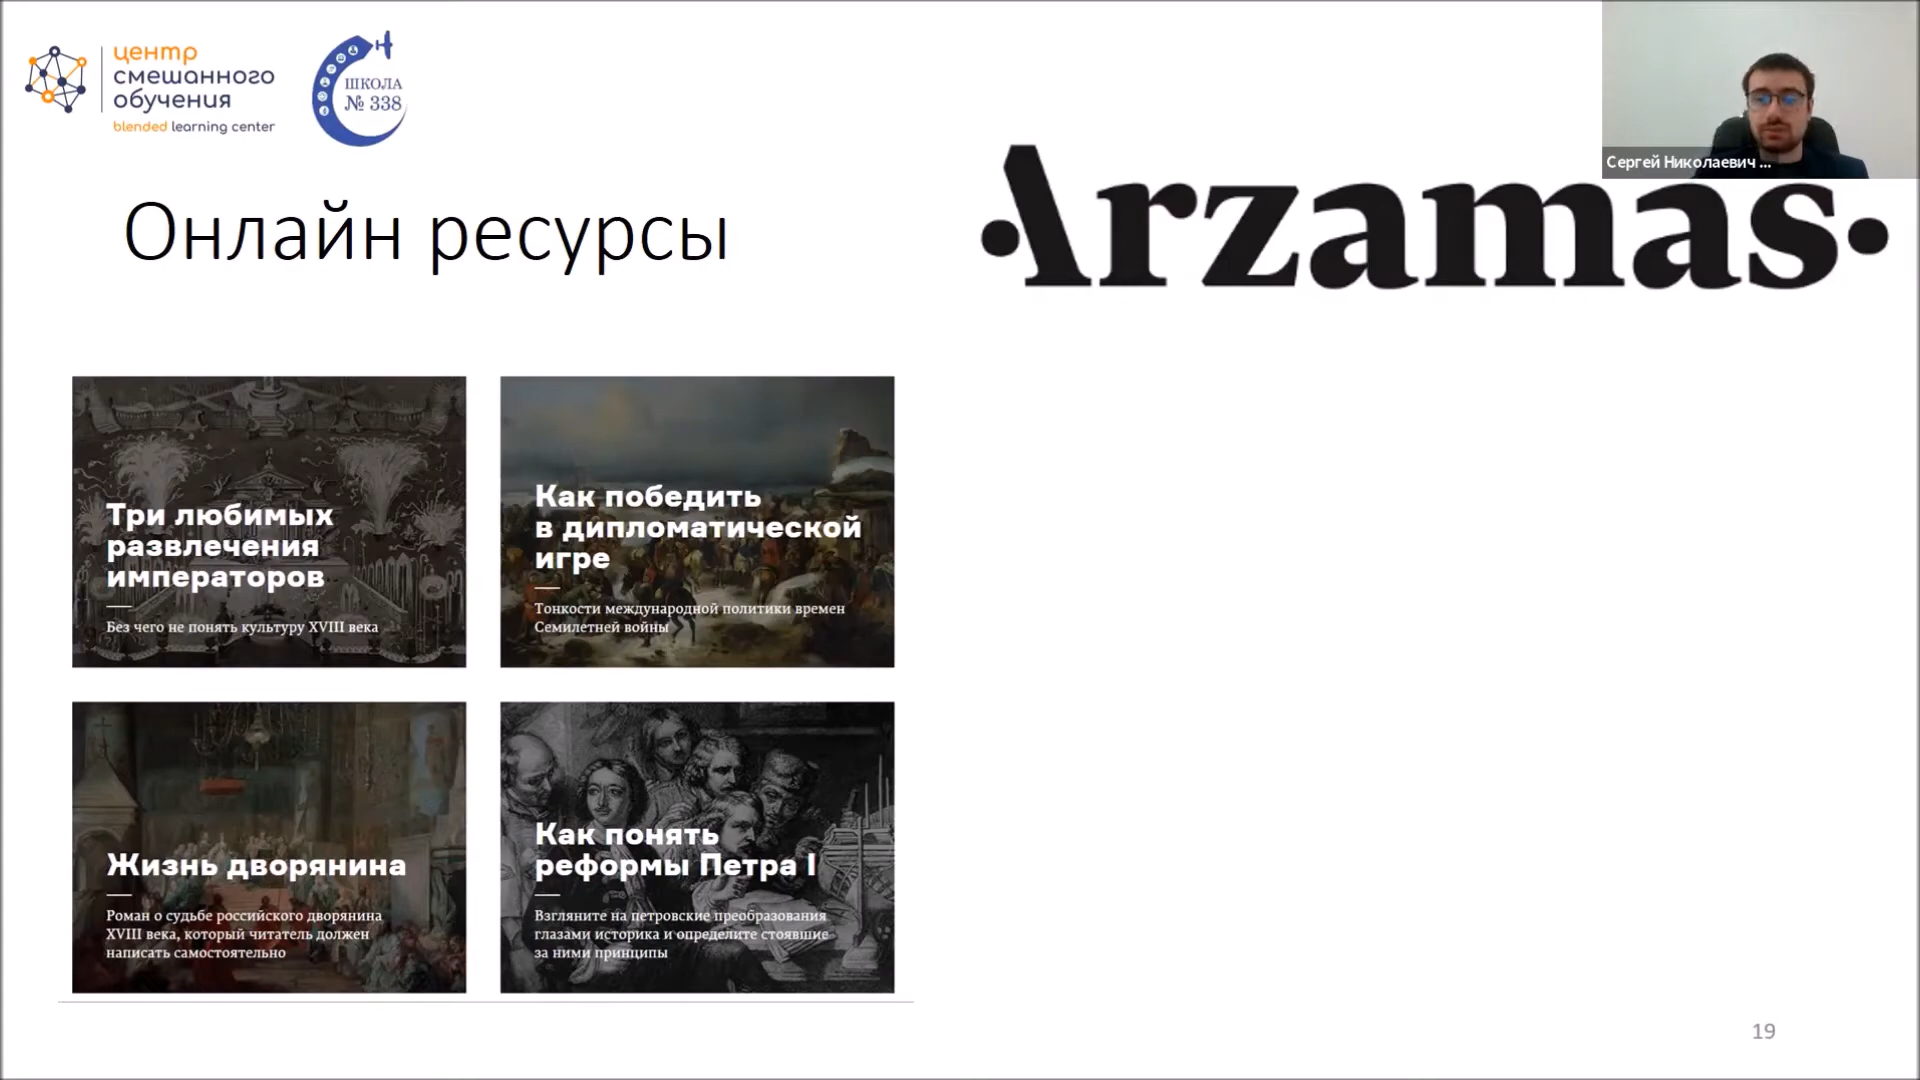 центр
смешанного
обучения
blended learning center
ШКОЛА
№ 338
Сергей Николаевич ...
Arzamas
Онлайн ресурсы
Три любимых
развлечения
императоров
Без чего не понять культуру XVIII века
Как победить
в дипломатической
игре
Тонкости международной политики времен
Семилетней войны
Жизнь дворянина
Роман о судьбе российского дворянина
XVIII века, который читатель должен
написать самостоятельно
Как понять
реформы Петра I
Взгляните на петровские преобразования
глазами историка и определите стоявшие
за ними принципы
19